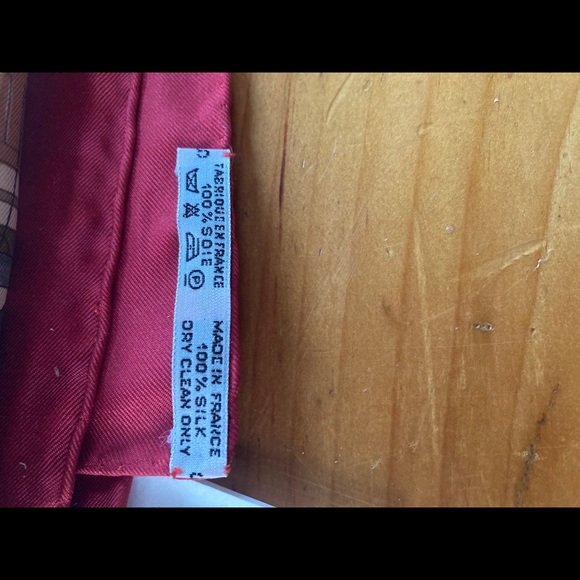 FABRIQUE EN FRANCE
100% SOIE
P
MADE IN FRANCE
100% SILK
DRY CLEAN ONLY